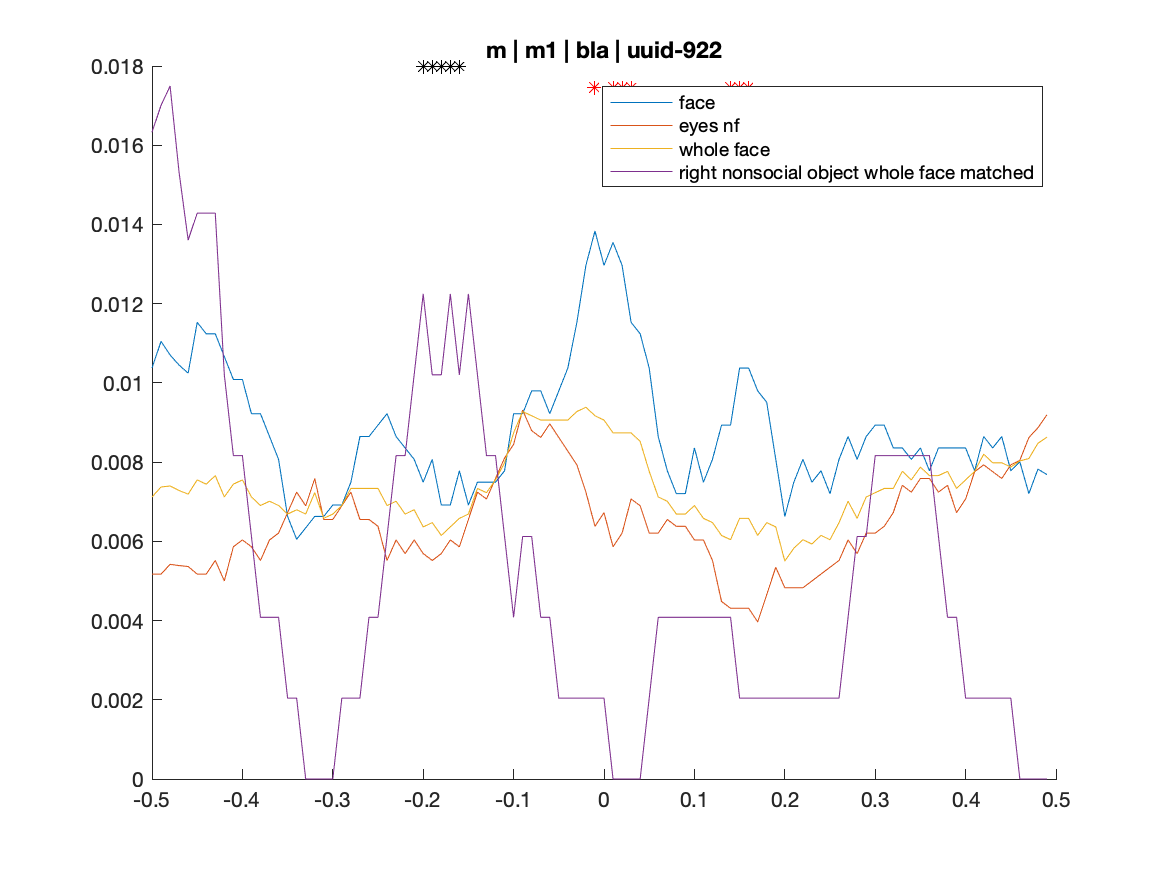 m | m1 | bla | uuid-922
0.018
0.016
0.014
0.012
0.01
0.008
0.006
0.004
0.002
0
face
eyes nf
whole face
right nonsocial object whole face matched
-0.5 -0.4 -0.3 -0.2 -0.1 0 0.1 0.2 0.3 0.4 0.5